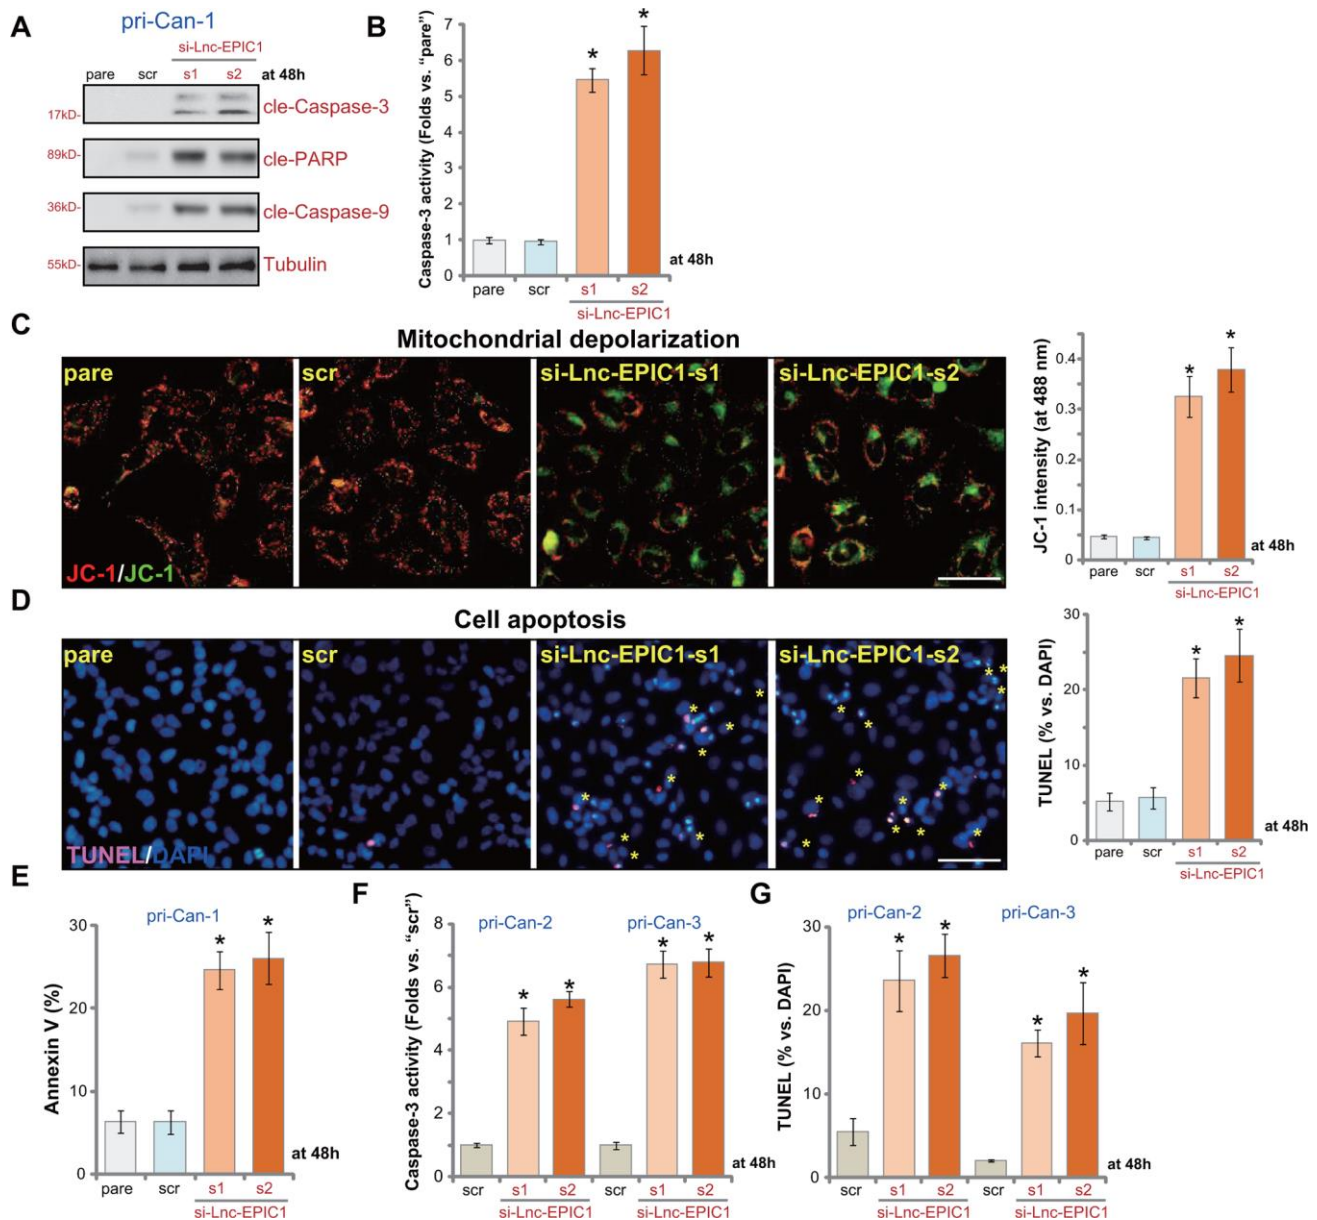 A
pri-Can-1
si-Lnc-EPIC1
pare scr s1 s2 at 48h
17kD- cle-Caspase-3
89kD- cle-PARP
36kD- cle-Caspase-9
55kD- Tubulin
B
Caspase-3 activity (Folds vs. “pare”)
7
6
5
4
3
2
1
0
at 48h
pare scr s1 s2
si-Lnc-EPIC1
C
Mitochondrial depolarization
pare scr si-Lnc-EPIC1-s1 si-Lnc-EPIC1-s2
JC-1/JC-1
JC-1 intensity (at 488 nm)
0.4
0.3
0.2
0.1
0
at 48h
pare scr s1 s2
si-Lnc-EPIC1
D
Cell apoptosis
pare scr si-Lnc-EPIC1-s1 si-Lnc-EPIC1-s2
TUNEL/DAPI
TUNEL (% vs. DAPI)
30
20
10
0
at 48h
pare scr s1 s2
si-Lnc-EPIC1
E
pri-Can-1
Annexin V (%)
30
20
10
0
at 48h
pare scr s1 s2
si-Lnc-EPIC1
F
pri-Can-2 pri-Can-3
Caspase-3 activity (Folds vs. “scr”)
8
6
4
2
0
at 48h
scr s1 s2 scr s1 s2
si-Lnc-EPIC1 si-Lnc-EPIC1
G
pri-Can-2 pri-Can-3
TUNEL (% vs. DAPI)
30
20
10
0
at 48h
scr s1 s2 scr s1 s2
si-Lnc-EPIC1 si-Lnc-EPIC1